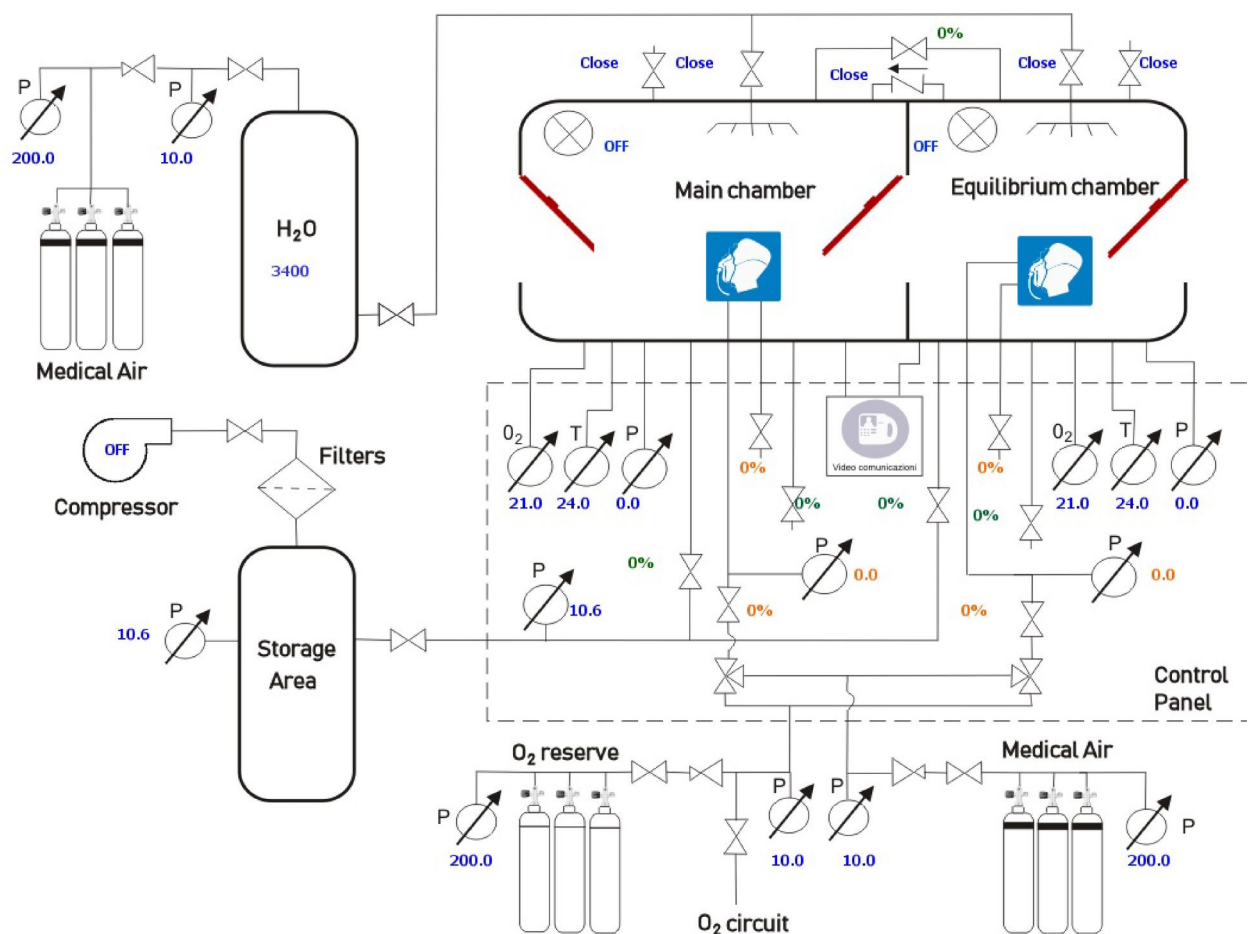 0%
Close
Close
Close
Close
Close
P
P
200.0
10.0
OFF
OFF
Main chamber
Equilibrium chamber
H₂O
3400
Medical Air
OFF
Compressor
Filters
O₂
T
P
21.0
24.0
0.0
0%
0%
Video comunicazioni
0%
0%
0%
O₂
T
P
21.0
24.0
0.0
0%
P
0.0
P
0.0
P
10.6
0%
0%
P
10.6
Storage
Area
Control
Panel
O₂ reserve
Medical Air
P
200.0
P
10.0
P
10.0
P
200.0
O₂ circuit